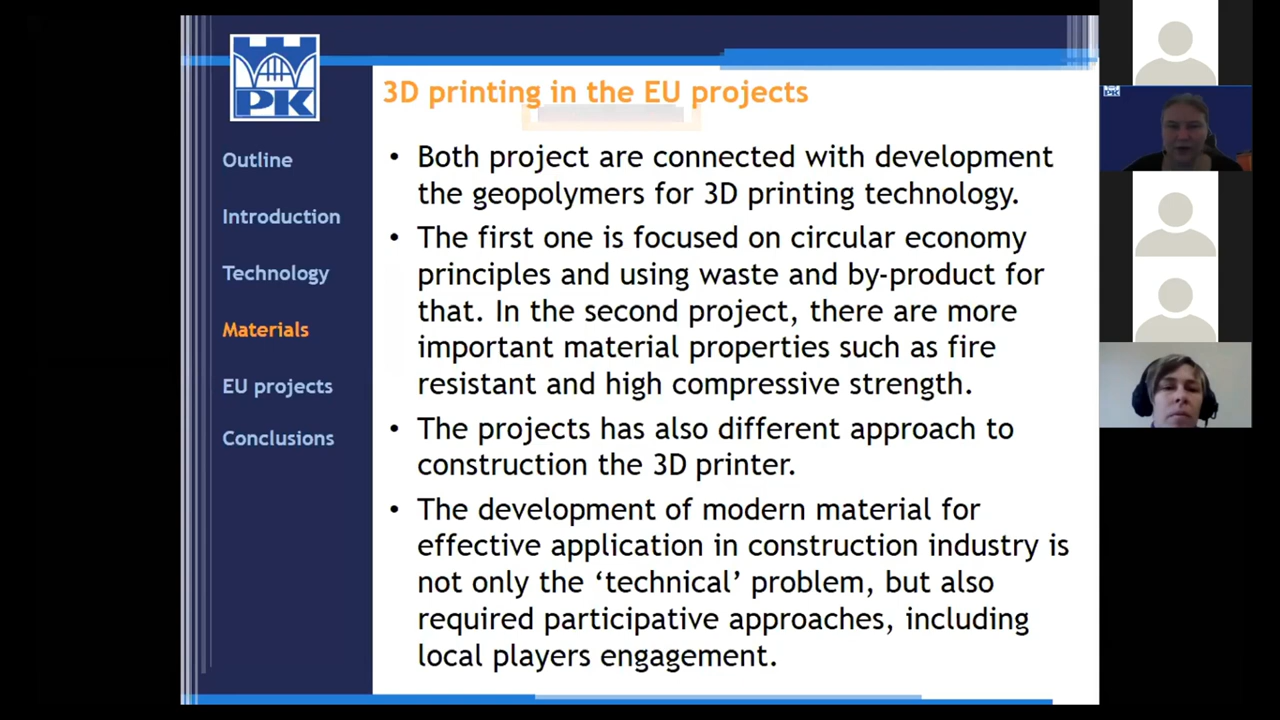 PK
Outline
Introduction
Technology
Materials
EU projects
Conclusions
3D printing in the EU projects
• Both project are connected with development
the geopolymers for 3D printing technology.
• The first one is focused on circular economy
principles and using waste and by-product for
that. In the second project, there are more
important material properties such as fire
resistant and high compressive strength.
• The projects has also different approach to
construction the 3D printer.
• The development of modern material for
effective application in construction industry is
not only the ‘technical’ problem, but also
required participative approaches, including
local players engagement.
PK